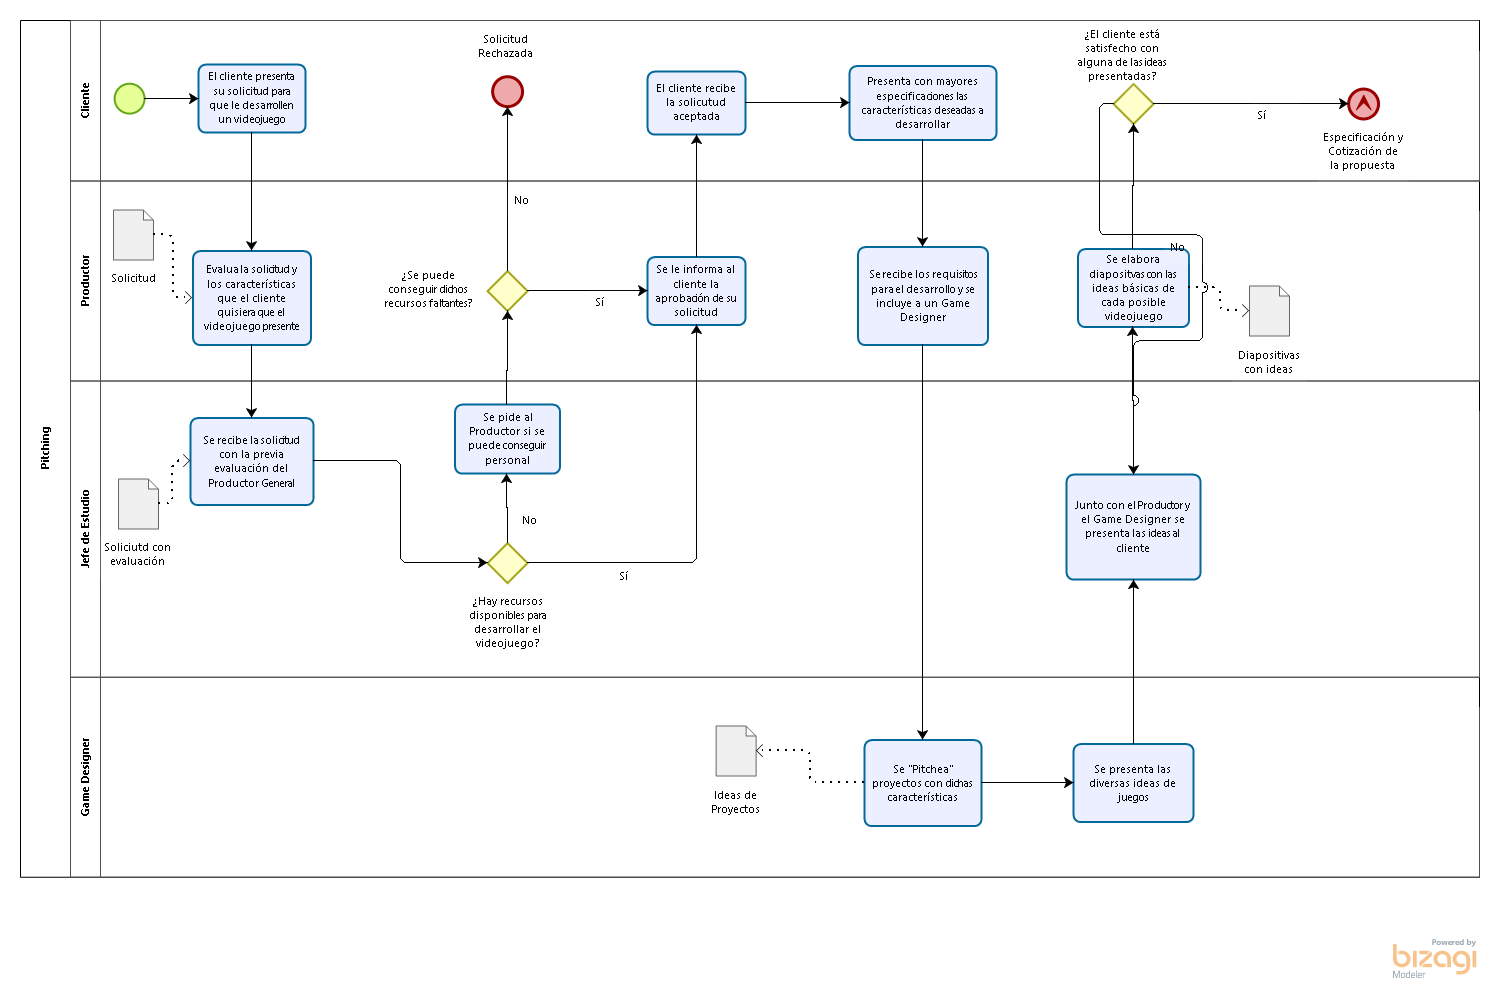 Pitching
Cliente
El cliente presenta
su solicitud para
que le desarrollen
un videojuego
Solicitud
Rechazada
El cliente recibe
la solicutud
aceptada
Presenta con mayores
especificaciones las
características deseadas a
desarrollar
¿El cliente está
satisfecho con
alguna de las ideas
presentadas?
Sí
Especificación y
Cotización de
la propuesta
Productor
Solicitud
Evalua la solicitud y
los características
que el cliente
quisiera que el
videojuego presente
No
¿Se puede
conseguir dichos
recursos faltantes?
Sí
Se le informa al
cliente la
aprobación de su
solicitud
Se recibe los requisitos
para el desarrollo y se
incluye a un Game
Designer
No
Se elabora
diapositvas con las
ideas básicas de
cada posible
videojuego
Diapositivas
con ideas
Jefe de Estudio
Se recibe la solicitud
con la previa
evaluación del
Productor General
Soliciutd con
evaluación
Se pide al
Productor si se
puede conseguir
personal
No
Sí
¿Hay recursos
disponibles para
desarrollar el
videojuego?
Junto con el Productor y
el Game Designer se
presenta las ideas al
cliente
Game Designer
Ideas de
Proyectos
Se "Pitchea"
proyectos con dichas
características
Se presenta las
diversas ideas de
juegos
Powered by
bizagi
Modeler